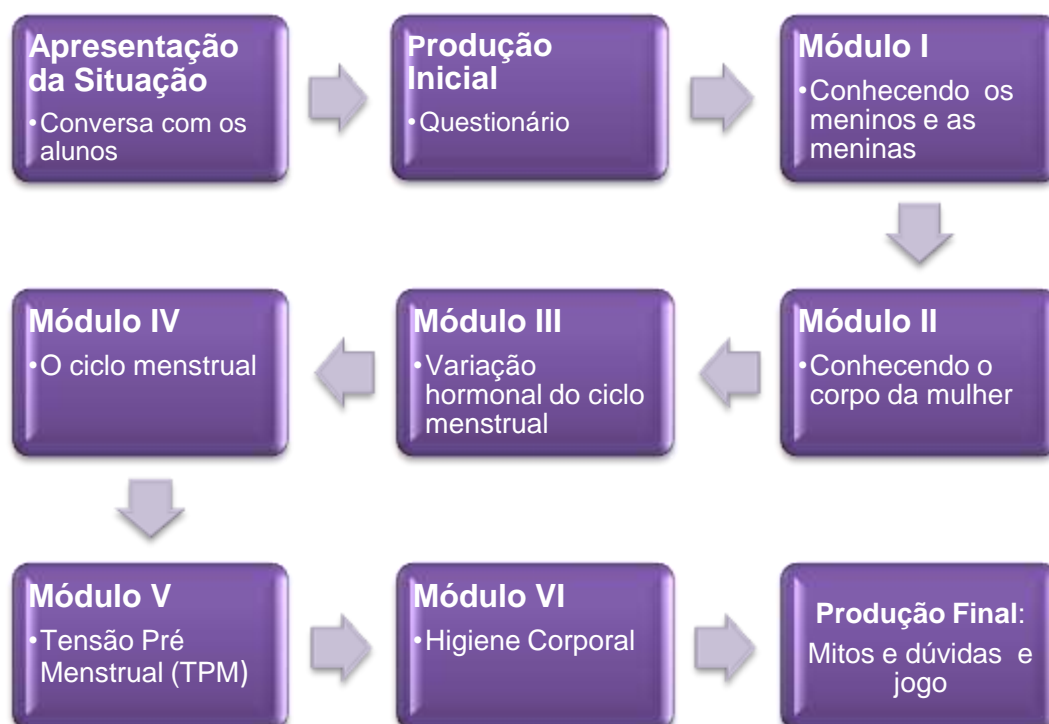 Apresentação
da Situação
•Conversa com os
alunos
Produção
Inicial
•Questionário
Módulo I
•Conhecendo os
meninos e as
meninas
Módulo II
•Conhecendo o
corpo da mulher
Módulo III
•Variação
hormonal do ciclo
menstrual
Módulo IV
•O ciclo menstrual
Módulo V
•Tensão Pré
Menstrual (TPM)
Módulo VI
•Higiene Corporal
Produção Final:
Mitos e dúvidas e
jogo